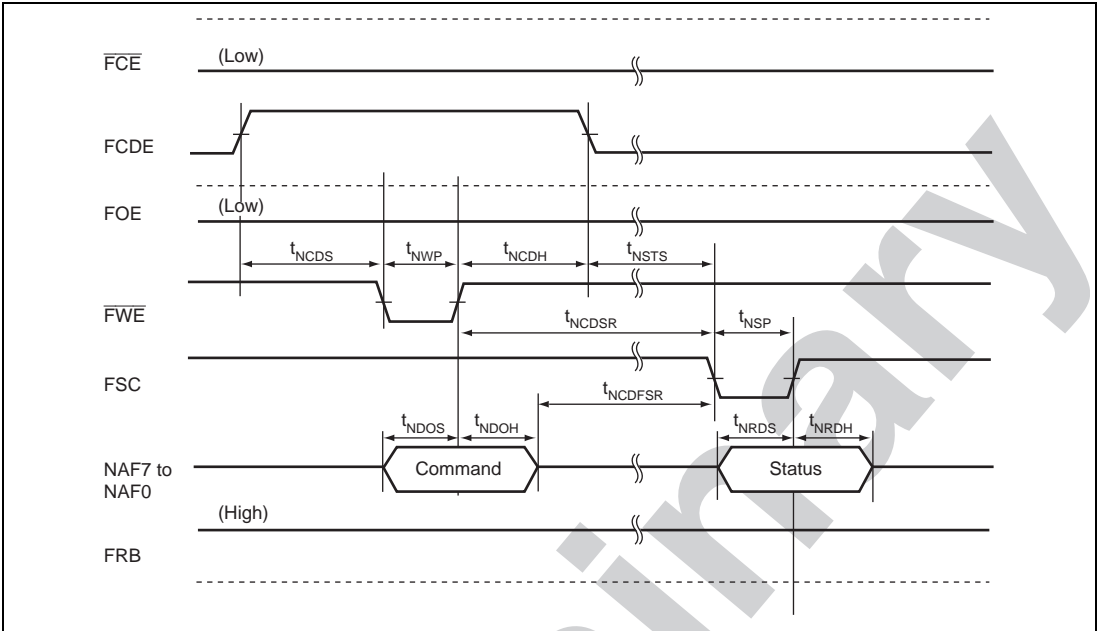 FCE (Low)
FCDE
FOE (Low)
tNCDS tNWP tNCDH tNSTS
FWE
tNCDSR tNSP
FSC
tNCDFSR
tNDOS tNDOH tNRDS tNRDH
NAF7 to
NAF0
Command Status
(High)
FRB